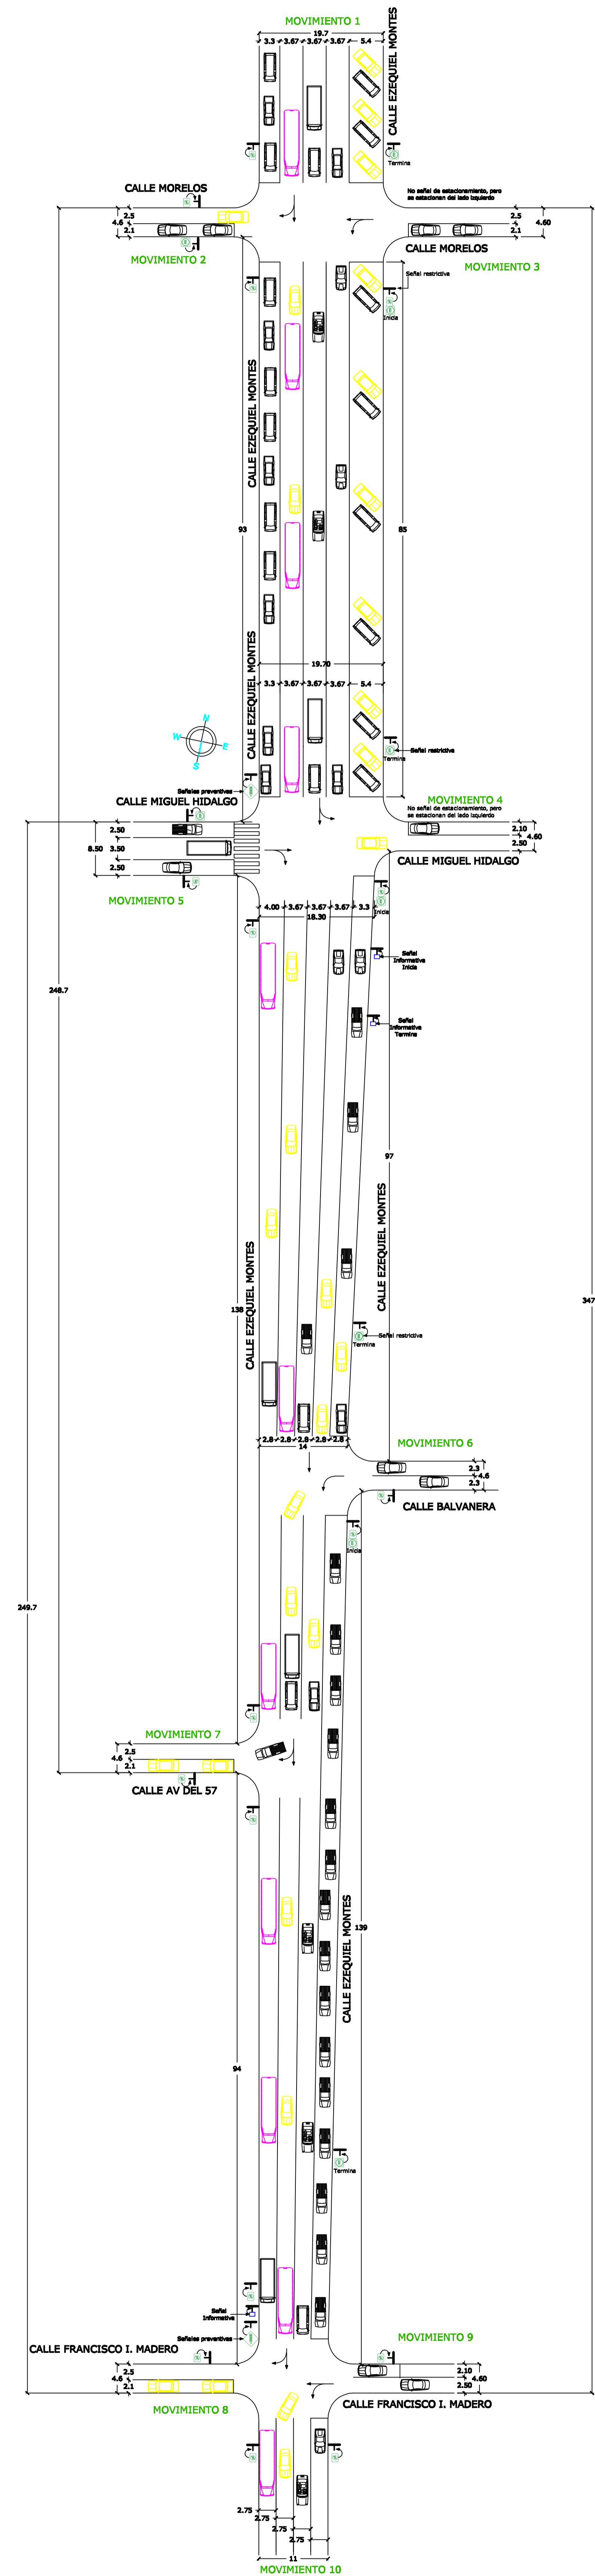 MOVIMIENTO 1
19.7
3.3 3.67 3.67 3.67 5.4
CALLE EZEQUIEL MONTES
Termina
CALLE MORELOS
No señal de estacionamiento, pero
se estacionan del lado izquierdo
2.5
4.6
2.1
2.5
4.60
2.1
CALLE MORELOS
MOVIMIENTO 2
MOVIMIENTO 3
Señal restrictiva
Inicia
CALLE EZEQUIEL MONTES
93
85
CALLE EZEQUIEL MONTES
19.70
3.3 3.67 3.67 3.67 5.4
N
W
E
S
Señal restrictiva
Termina
Señales preventivas
CALLE MIGUEL HIDALGO
MOVIMIENTO 4
No señal de estacionamiento, pero
se estacionan del lado izquierdo
2.50
8.50
3.50
2.50
2.10
4.60
2.50
CALLE MIGUEL HIDALGO
MOVIMIENTO 5
Inicia
4.00 3.67 3.67 3.67 3.3
18.30
Señal
Informativa
Inicia
248.7
Señal
Informativa
Termina
97
CALLE EZEQUIEL MONTES
CALLE EZEQUIEL MONTES
138
347
Señal restrictiva
Termina
2.8 2.8 2.8 2.8 2.8
14
MOVIMIENTO 6
2.3
4.6
2.3
CALLE BALVANERA
Inicia
249.7
MOVIMIENTO 7
2.5
4.6
2.1
CALLE AV DEL 57
CALLE EZEQUIEL MONTES
139
94
Termina
Señal
Informativa
Señales preventivas
CALLE FRANCISCO I. MADERO
MOVIMIENTO 9
2.5
4.6
2.1
2.10
4.60
2.50
CALLE FRANCISCO I. MADERO
MOVIMIENTO 8
2.75
2.75
2.75
2.75
11
MOVIMIENTO 10